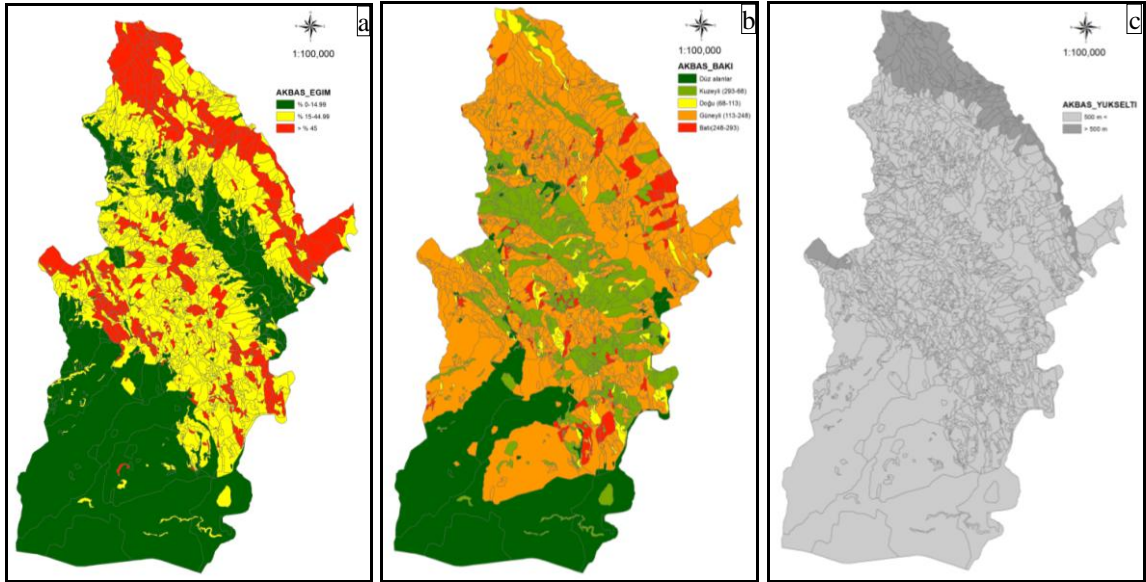 a
1:100,000
AKBAS_EGIM
% 0-14.99
% 15-44.99
> % 45
b
1:100,000
AKBAS_BAKI
Düz alanlar
Kuzeyli (293-68)
Doğu (68-113)
Güneyli (113-248)
Batı(248-293)
c
1:100,000
AKBAS_YUKSELTI
500 m <
> 500 m